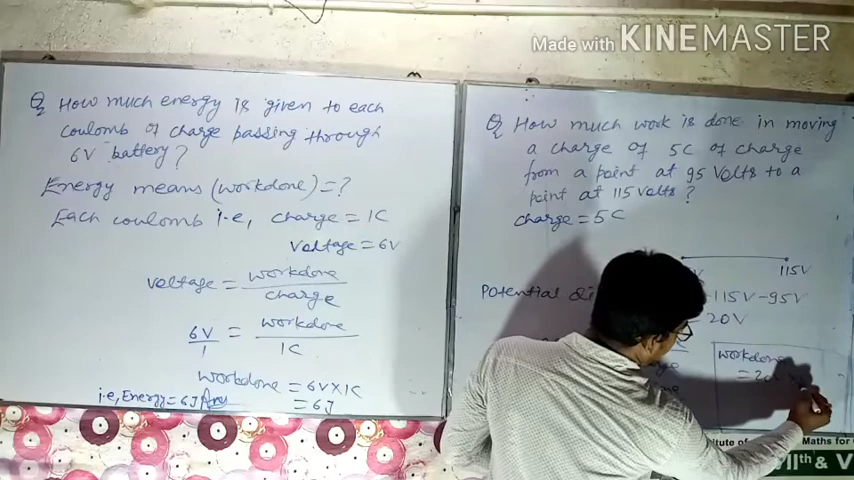 Made with KINEMASTER
Q How much energy is given to each
coulomb of charge passing through
6V battery?
Energy means (workdone) = ?
Each coulomb i.e, charge = 1C
voltage = 6V
voltage = workdone
charge
6V = workdone
1 1C
workdone = 6V×1C
= 6J
i.e, Energy = 6J Ans
Q How much work is done in moving
a charge of 5C of charge
from a point at 95 Volts to a
point at 115 volts?
charge = 5C
V 115V
Potential 115V-95V
= 20V
workdone